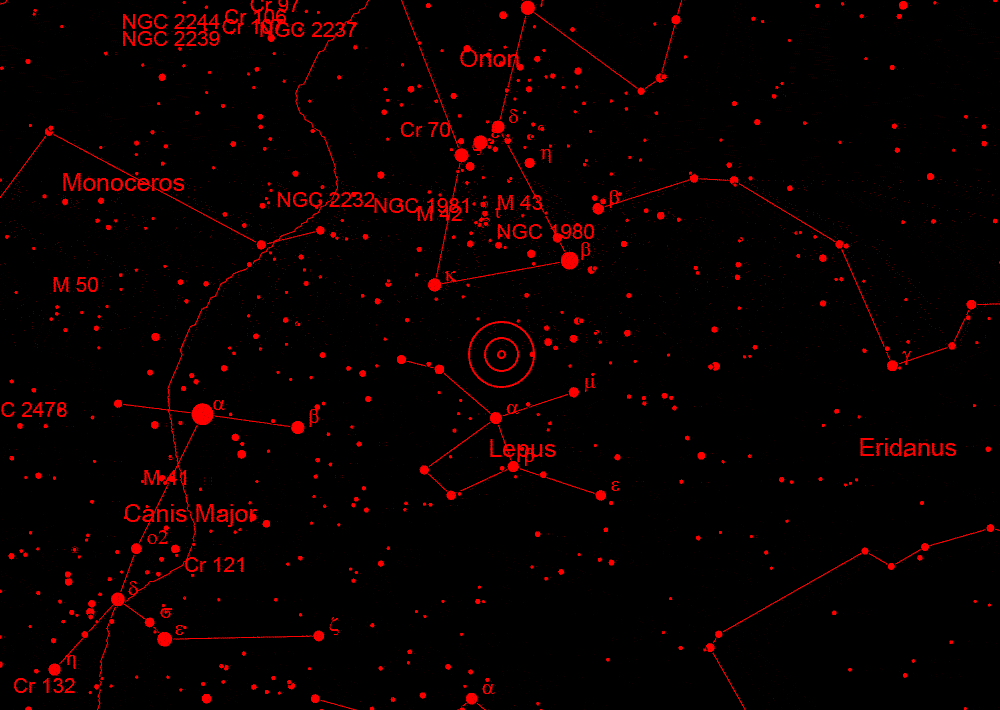 Cr 97
NGC 2244 Cr 106
NGC 2237
NGC 2239
Orion
δ
Cr 70
ε
ζ
η
Monoceros
β
NGC 2232
NGC 1981
M 43
M 42
ι
NGC 1980
β
κ
M 50
γ
μ
α
α
C 2478
β
Lepus
β
Eridanus
M 41
ε
Canis Major
ο2
Cr 121
δ
σ
ζ
ε
η
Cr 132
α